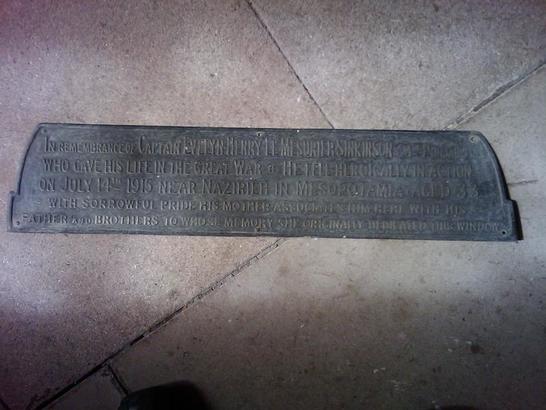 IN REMEMBRANCE OF CAPTAIN EVELYN HENRY LE MESURIER SINKINSON
WHO GAVE HIS LIFE IN THE GREAT WAR HE FELL HEROICALLY IN ACTION
ON JULY 14TH 1915 NEAR NAZIRIEH IN MESOPOTAMIA AGED 33
WITH SORROWFUL PRIDE HIS MOTHER ASSOCIATES HIM HERE WITH HIS
FATHER AND BROTHERS TO WHOSE MEMORY SHE ORIGINALLY DEDICATED THIS WINDOW